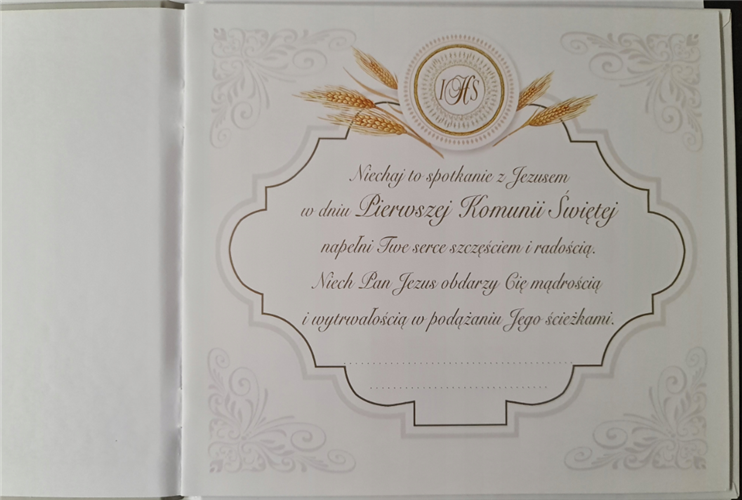 IHS
Niechaj to spotkanie z Jezusem
w dniu Pierwszej Komunii Świętej
napełni Twe serce szczęściem i radością.
Niech Pan Jezus obdarzy Cię mądrością
i wytrwałością w podążaniu Jego ścieżkami.